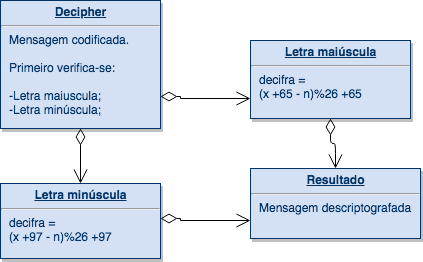 Decipher
Mensagem codificada.
Primeiro verifica-se:
-Letra maiuscula;
-Letra minúscula;
Letra maiúscula
decifra =
(x +65 - n)%26 +65
Letra minúscula
decifra =
(x +97 - n)%26 +97
Resultado
Mensagem descriptografada